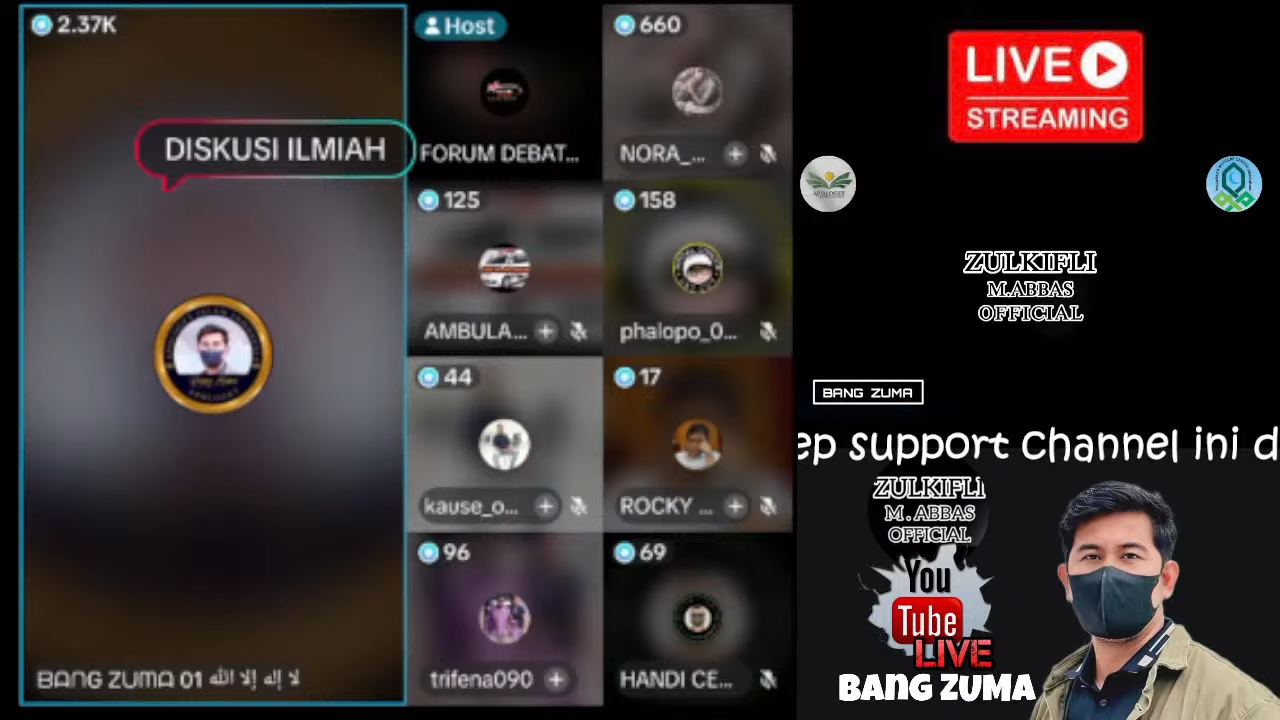 2.37K
DISKUSI ILMIAH
BANG ZUMA 01 لا إله إلا الله
Host
FORUM DEBAT...
660
NORA_...
125
AMBULA...
158
phalopo_0...
44
kause_o...
17
ROCKY ...
96
trifena090
69
HANDI CE...
LIVE
STREAMING
ZULKIFLI
M.ABBAS
OFFICIAL
BANG ZUMA
ep support Channel ini d
ZULKIFLI
M.ABBAS
OFFICIAL
You
Tube
LIVE
BANG ZUMA